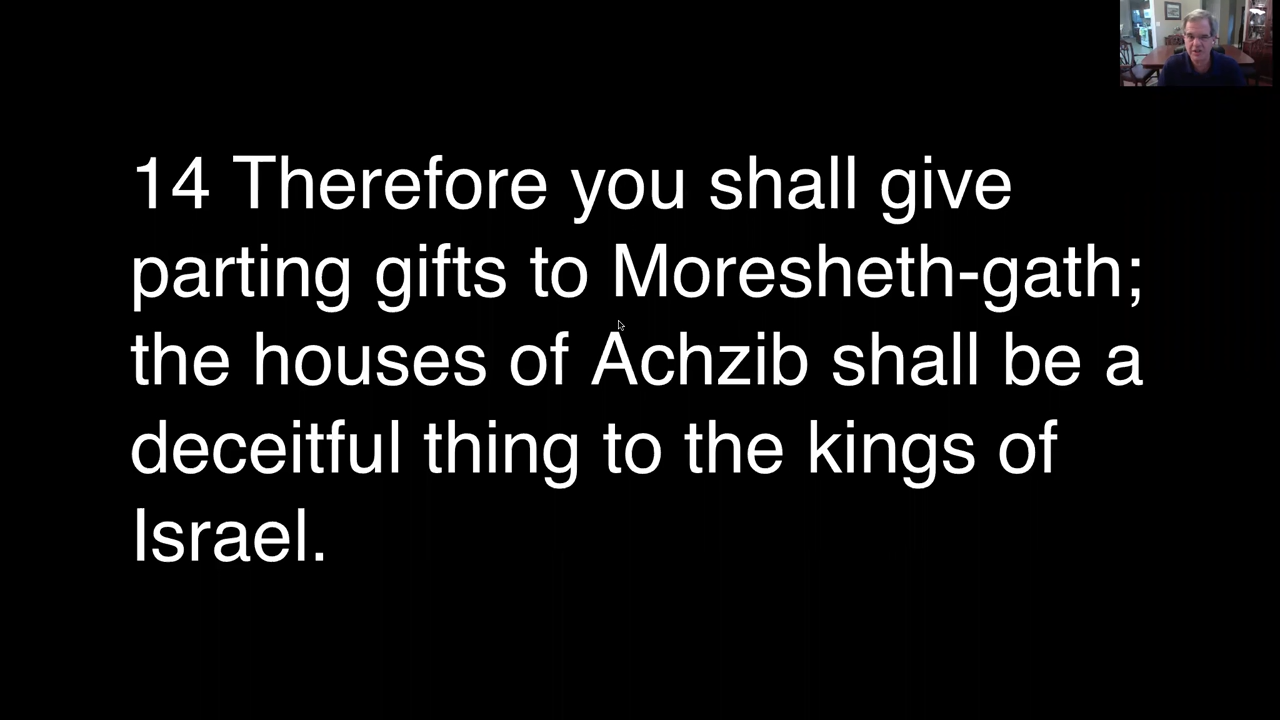 14 Therefore you shall give
parting gifts to Moresheth-gath;
the houses of Achzib shall be a
deceitful thing to the kings of
Israel.